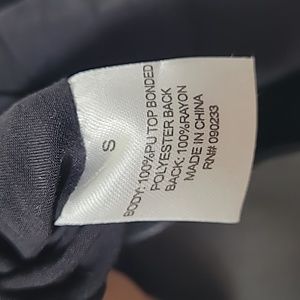 S
BODY: 100%PU TOP BONDED
POLYESTER BACK
BACK: 100%RAYON
MADE IN CHINA
RN# 090233